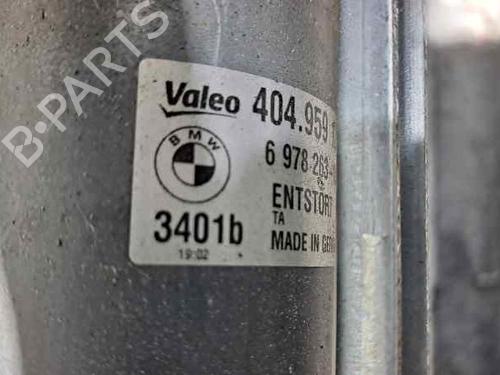 B-PARTS
Valeo 404.959
BMW
6 978 263
ENTSTÖRT
TA
3401b
MADE IN
19:02